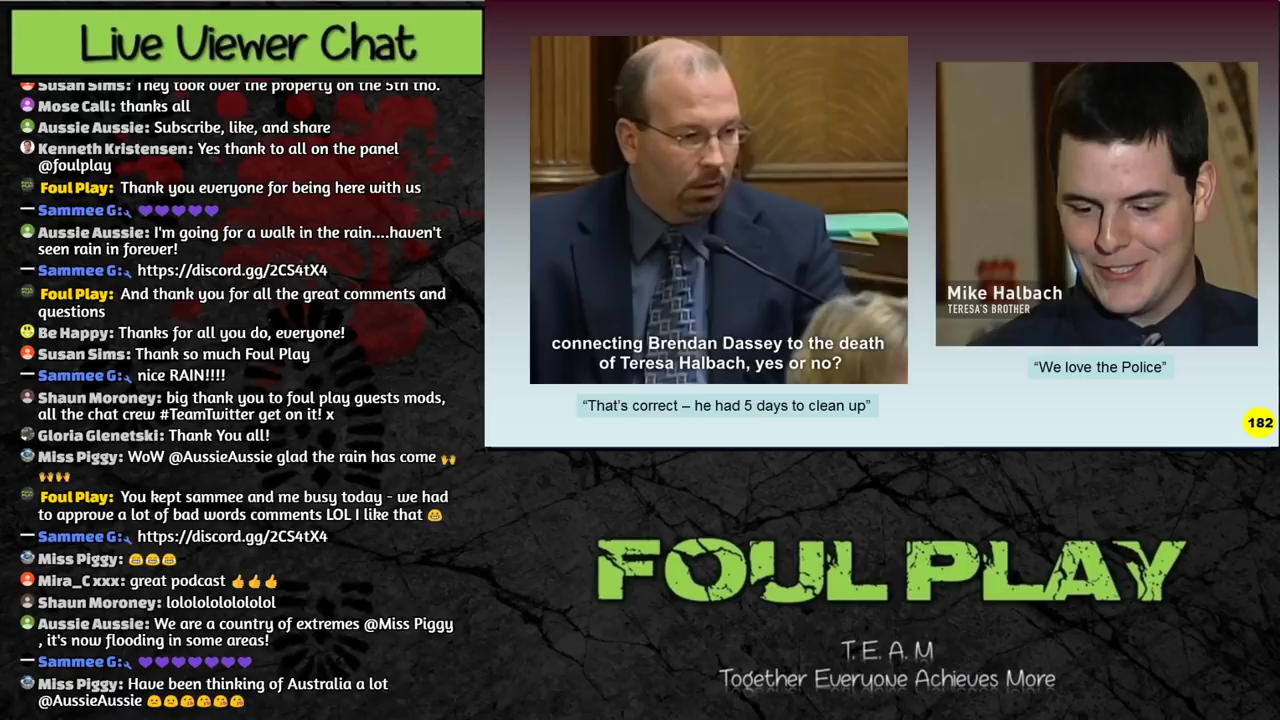 Live Viewer Chat
Susan Sims: They took over the property on the 5th tho.
Mose Call: thanks all
Aussie Aussie: Subscribe, like, and share
Kenneth Kristensen: Yes thank to all on the panel
@foulplay
Foul Play: Thank you everyone for being here with us
Sammee G: 💜💜💜💜💜
Aussie Aussie: I'm going for a walk in the rain....haven't
seen rain in forever!
Sammee G: https://discord.gg/2CS4tX4
Foul Play: And thank you for all the great comments and
questions
Be Happy: Thanks for all you do, everyone!
Susan Sims: Thank so much Foul Play
Sammee G: nice RAIN!!!!
Shaun Moroney: big thank you to foul play guests mods,
all the chat crew #TeamTwitter get on it! x
Gloria Glenetski: Thank You all!
Miss Piggy: WoW @AussieAussie glad the rain has come 🙌
🙌🙌
Foul Play: You kept sammee and me busy today - we had
to approve a lot of bad words comments LOL I like that 😂
Sammee G: https://discord.gg/2CS4tX4
Miss Piggy: 😂😂😂
Mira_C xxx: great podcast 👍👍👍
Shaun Moroney: lolololololololol
Aussie Aussie: We are a country of extremes @Miss Piggy
, it's now flooding in some areas!
Sammee G: 💜💜💜💜💜💜💜
Miss Piggy: Have been thinking of Australia a lot
@AussieAussie 😕😕😘😘😘😘
connecting Brendan Dassey to the death
of Teresa Halbach, yes or no?
"That's correct – he had 5 days to clean up"
Mike Halbach
TERESA'S BROTHER
"We love the Police"
182
FOUL PLAY
T. E. A. M
Together Everyone Achieves More